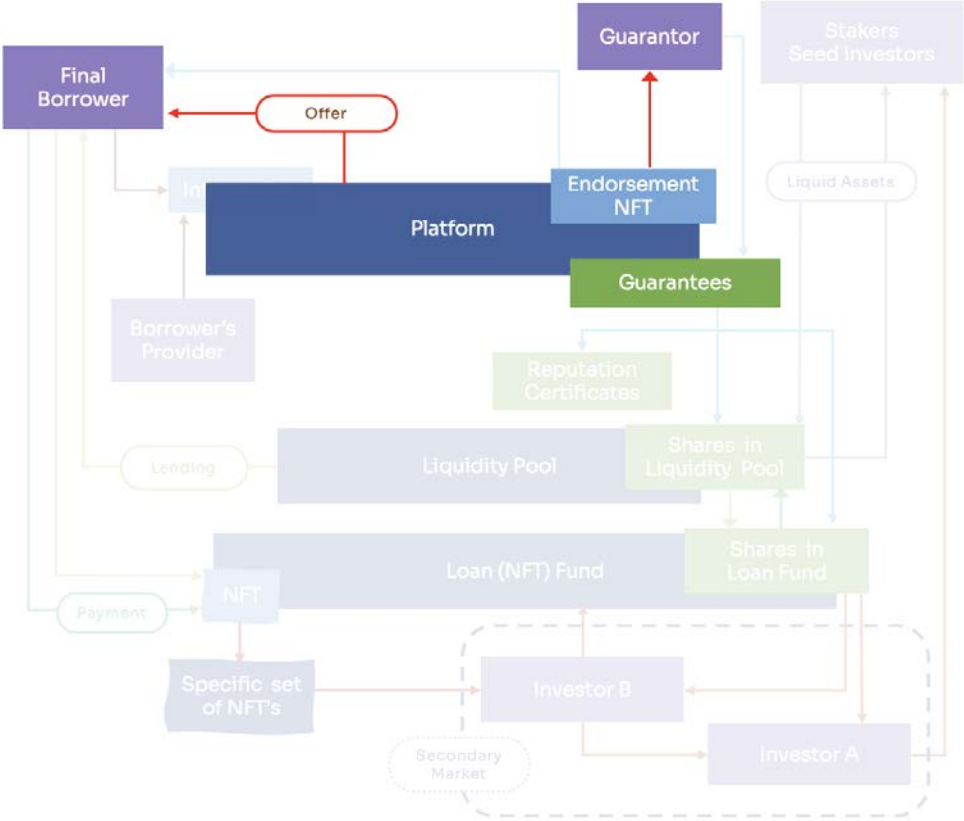 Guarantor
Stakers
Seed Investors
Final
Borrower
Offer
Endorsement
NFT
Liquid Assets
Platform
Guarantees
Borrower's
Provider
Reputation
Certificates
Shares in
Liquidity Pool
Lending
Liquidity Pool
Shares in
Loan Fund
Loan (NFT) Fund
NFT
Payment
Specific set
of NFT's
Investor B
Secondary
Market
Investor A